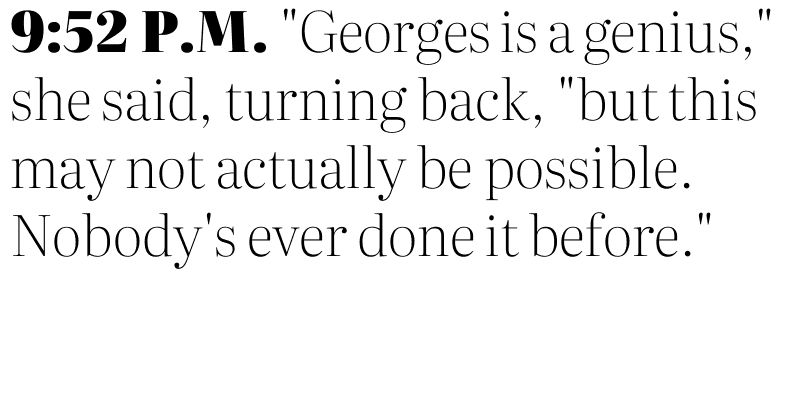 9:52 P.M. "Georges is a genius,"
she said, turning back, "but this
may not actually be possible.
Nobody's ever done it before."